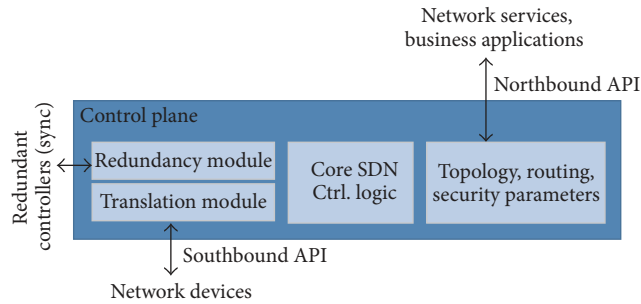 Network services,
business applications
Northbound API
Control plane
Redundant
controllers (sync)
Redundancy module
Translation module
Core SDN
Ctrl. logic
Topology, routing,
security parameters
Southbound API
Network devices